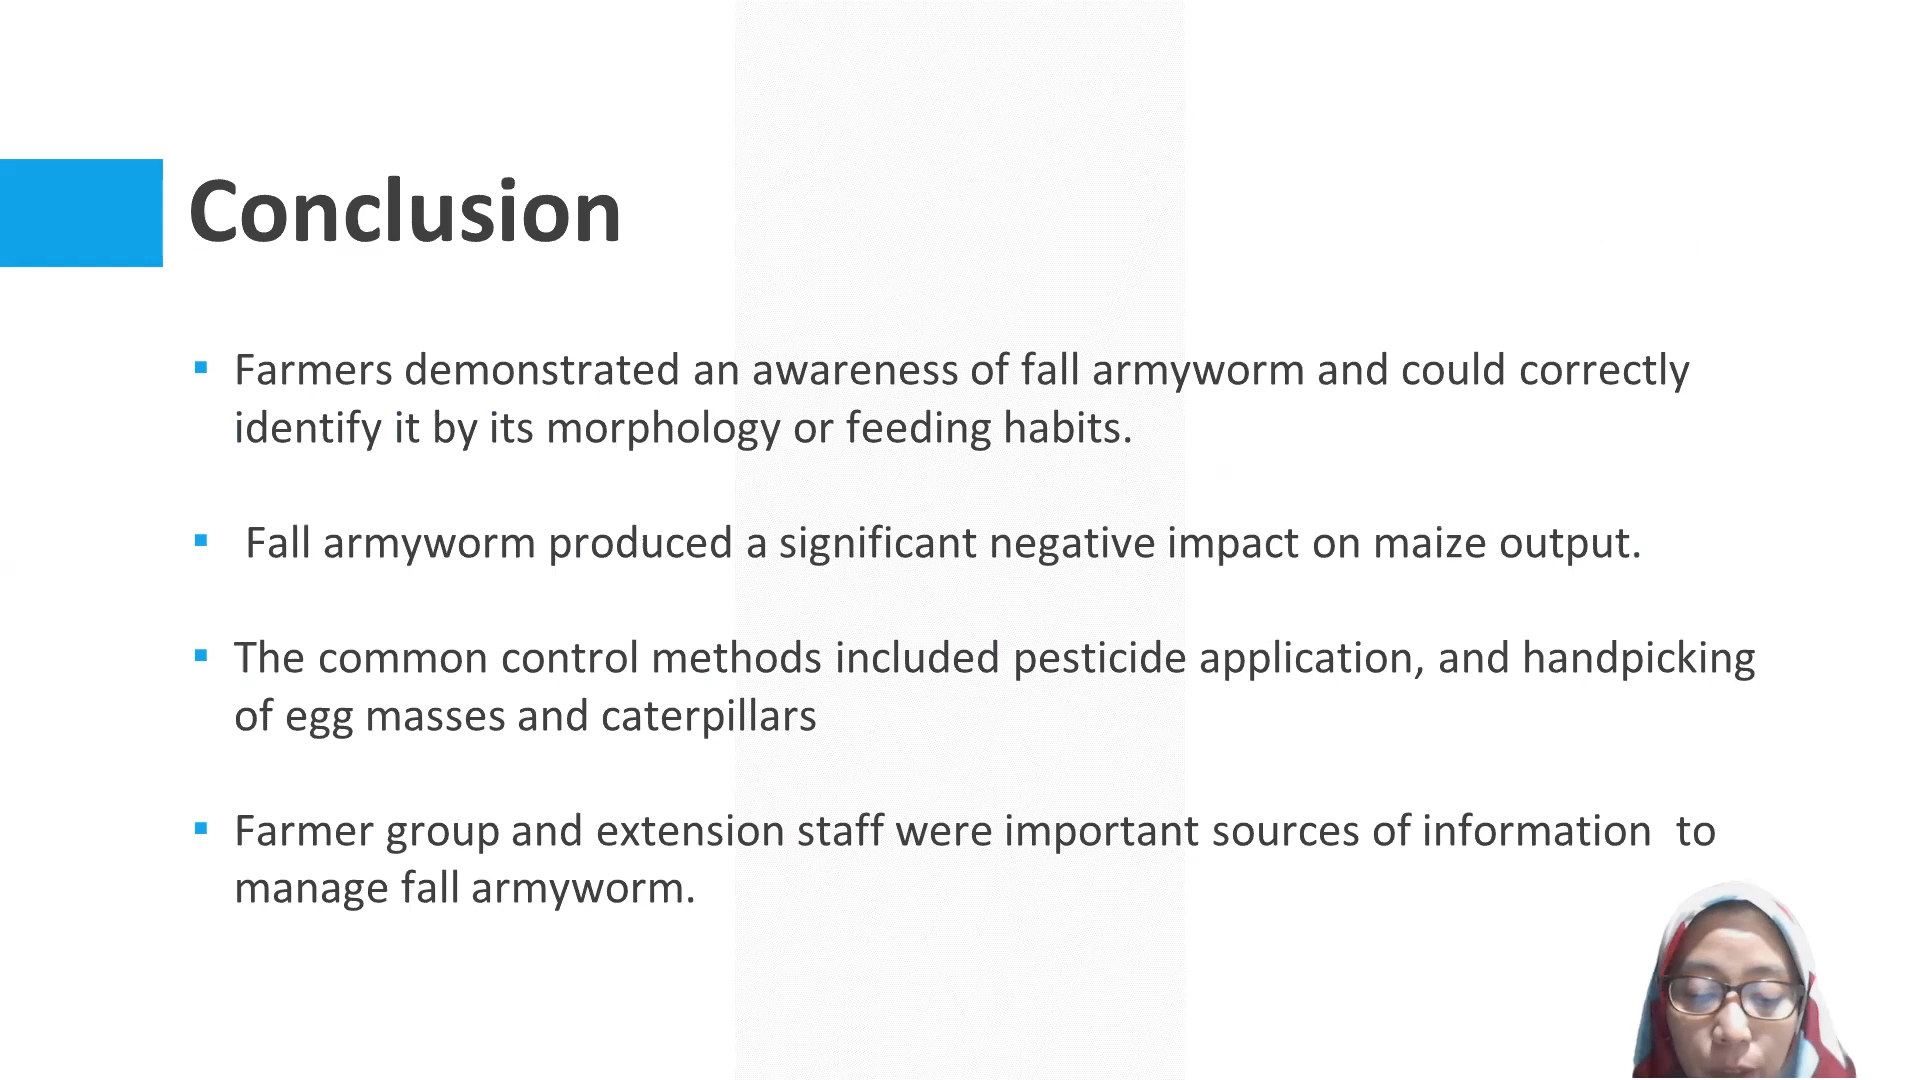 Conclusion
▪ Farmers demonstrated an awareness of fall armyworm and could correctly
identify it by its morphology or feeding habits.
▪ Fall armyworm produced a significant negative impact on maize output.
▪ The common control methods included pesticide application, and handpicking
of egg masses and caterpillars
▪ Farmer group and extension staff were important sources of information  to
manage fall armyworm.